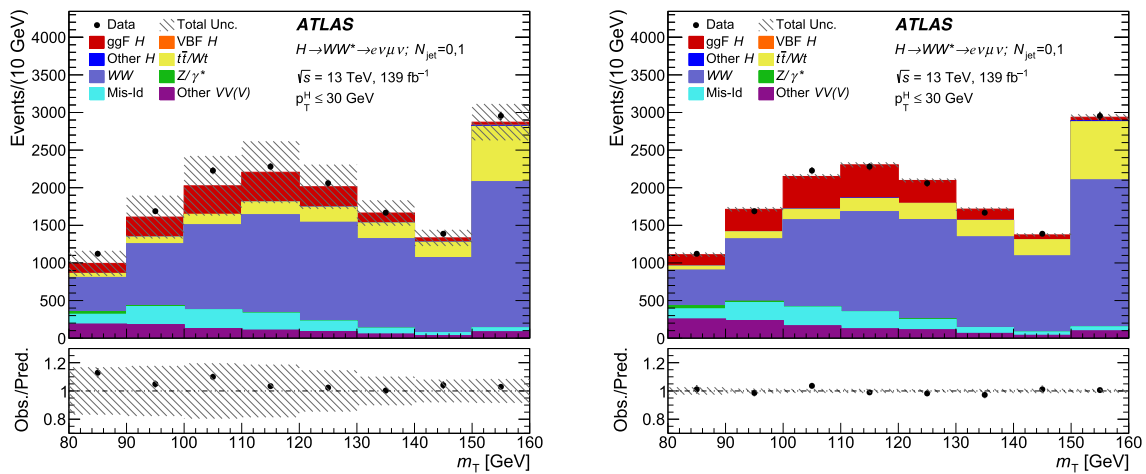 Data Total Unc.
ggF H VBF H
Other H tt̄/Wt
WW Z/γ*
Mis-Id Other VV(V)
ATLAS
H→WW*→eνμν; N_jet=0,1
√s = 13 TeV, 139 fb⁻¹
p_T^H ≤ 30 GeV
Events/(10 GeV)
4000
3500
3000
2500
2000
1500
1000
500
0
Obs./Pred.
1.2
1
0.8
80 90 100 110 120 130 140 150 160
m_T [GeV]
Data Total Unc.
ggF H VBF H
Other H tt̄/Wt
WW Z/γ*
Mis-Id Other VV(V)
ATLAS
H→WW*→eνμν; N_jet=0,1
√s = 13 TeV, 139 fb⁻¹
p_T^H ≤ 30 GeV
Events/(10 GeV)
4000
3500
3000
2500
2000
1500
1000
500
0
Obs./Pred.
1.2
1
0.8
80 90 100 110 120 130 140 150 160
m_T [GeV]